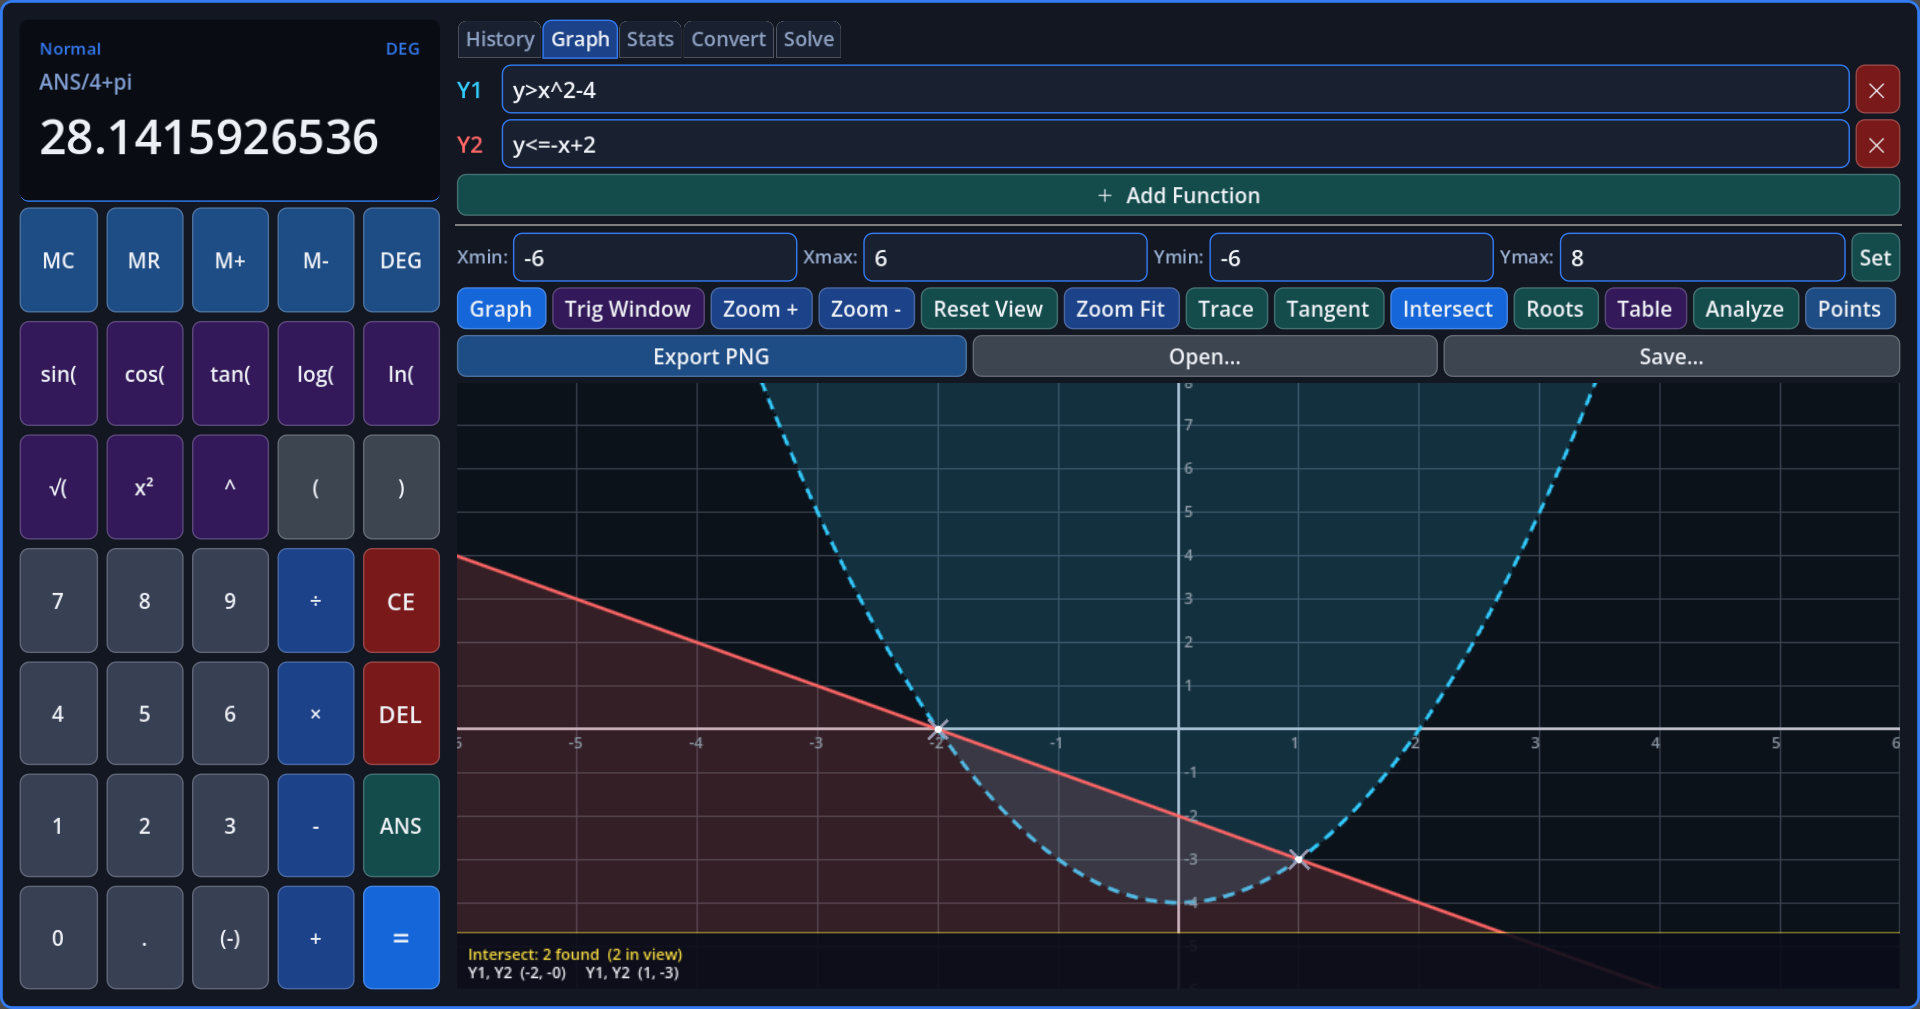 Normal DEG
ANS/4+pi
28.1415926536
MC MR M+ M- DEG
sin( cos( tan( log( ln(
√( x² ^ ( )
7 8 9 ÷ CE
4 5 6 × DEL
1 2 3 - ANS
0 . (-) + =
History Graph Stats Convert Solve
Y1 y>x^2-4 ×
Y2 y<=-x+2 ×
+ Add Function
Xmin: -6 Xmax: 6 Ymin: -6 Ymax: 8 Set
Graph Trig Window Zoom + Zoom - Reset View Zoom Fit Trace Tangent Intersect Roots Table Analyze Points
Export PNG Open... Save...
8
7
6
5
4
3
2
1
-5 -4 -3 -2 -1 1 2 3 4 5 6
-1
-2
-3
-4
-5
Intersect: 2 found (2 in view)
Y1, Y2 (-2, -0) Y1, Y2 (1, -3)